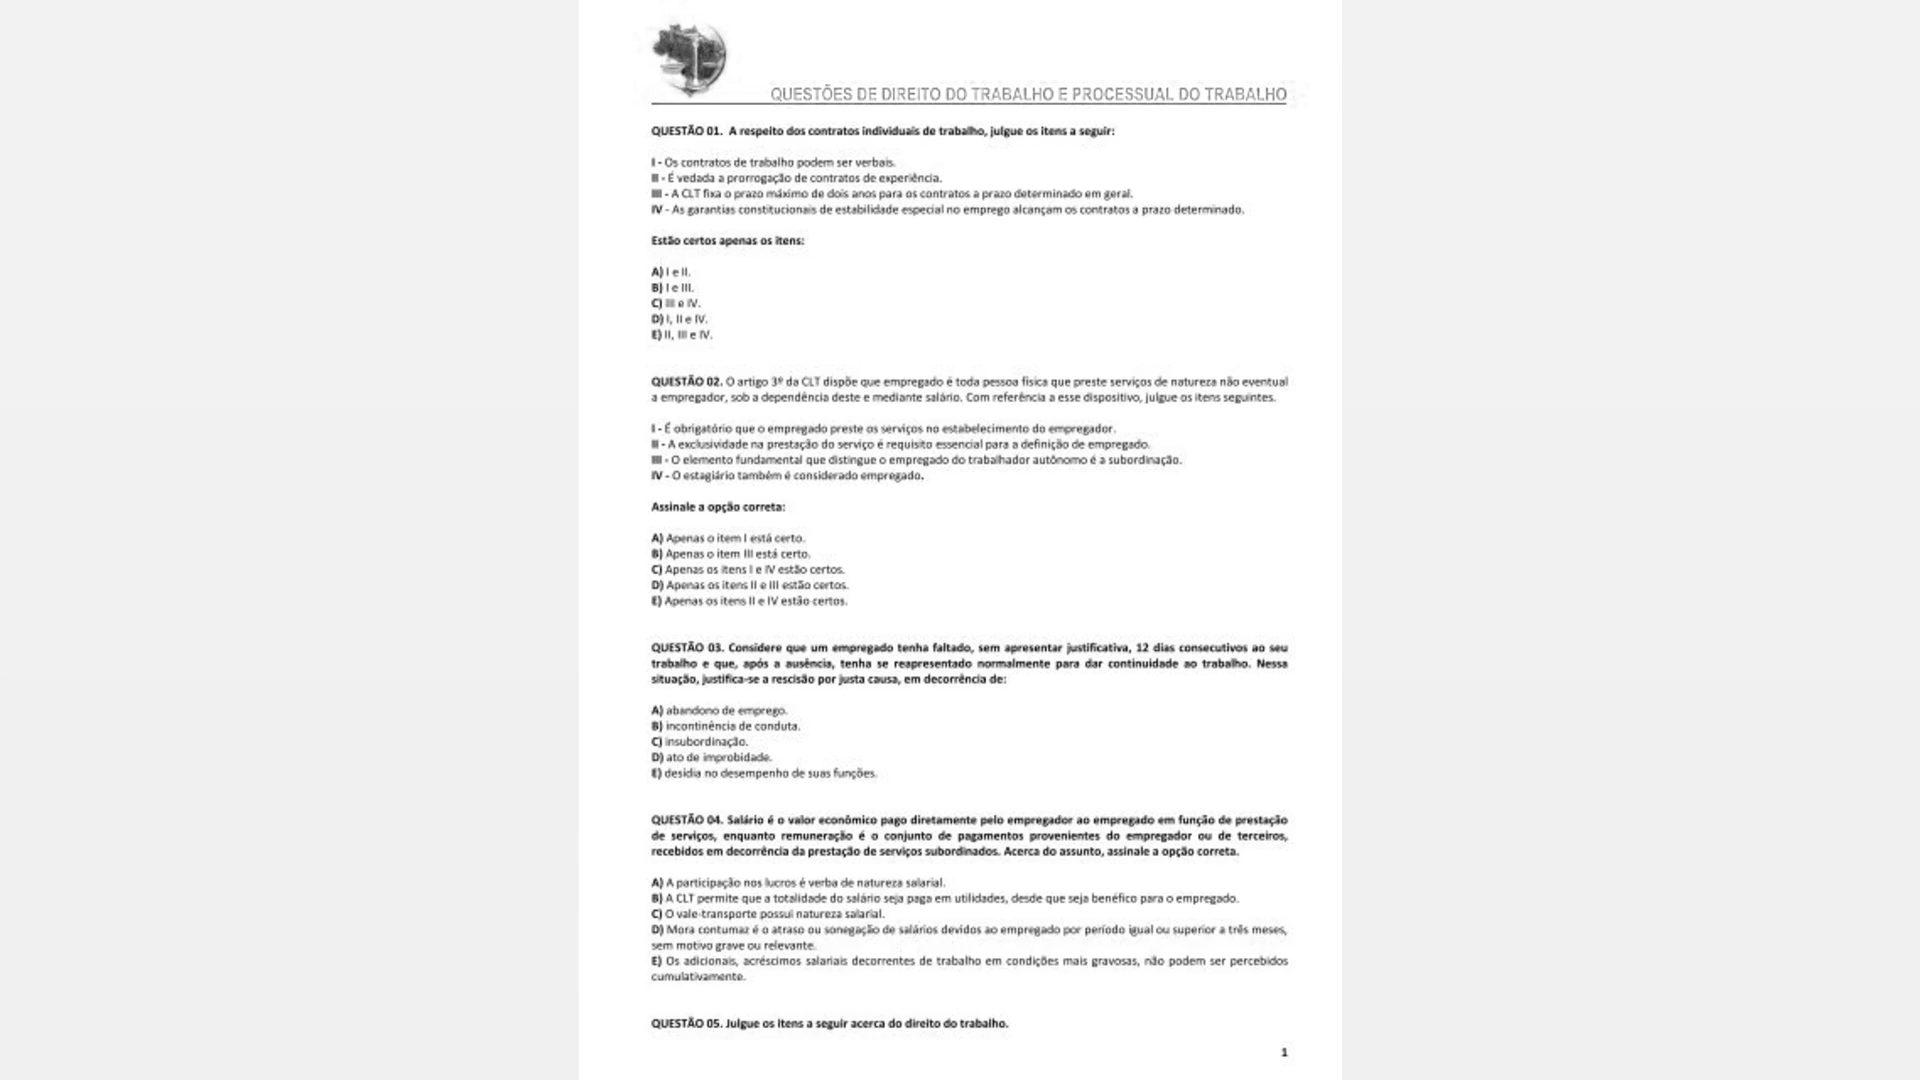 QUESTÕES DE DIREITO DO TRABALHO E PROCESSUAL DO TRABALHO
QUESTÃO 01. A respeito dos contratos individuais de trabalho, julgue os itens a seguir:
I - Os contratos de trabalho podem ser verbais.
II - É vedada a prorrogação de contratos de experiência.
III - A CLT fixa o prazo máximo de dois anos para os contratos a prazo determinado em geral.
IV - As garantias constitucionais de estabilidade especial no emprego alcançam os contratos a prazo determinado.
Estão certos apenas os itens:
A) I e II.
B) I e III.
C) III e IV.
D) I, II e IV.
E) II, III e IV.
QUESTÃO 02. O artigo 3º da CLT dispõe que empregado é toda pessoa física que preste serviços de natureza não eventual
a empregador, sob a dependência deste e mediante salário. Com referência a esse dispositivo, julgue os itens seguintes.
I - É obrigatório que o empregado preste os serviços no estabelecimento do empregador.
II - A exclusividade na prestação do serviço é requisito essencial para a definição de empregado.
III - O elemento fundamental que distingue o empregado do trabalhador autônomo é a subordinação.
IV - O estagiário também é considerado empregado.
Assinale a opção correta:
A) Apenas o item I está certo.
B) Apenas o item III está certo.
C) Apenas os itens I e IV estão certos.
D) Apenas os itens II e III estão certos.
E) Apenas os itens II e IV estão certos.
QUESTÃO 03. Considere que um empregado tenha faltado, sem apresentar justificativa, 12 dias consecutivos ao seu
trabalho e que, após a ausência, tenha se reapresentado normalmente para dar continuidade ao trabalho. Nessa
situação, justifica-se a rescisão por justa causa, em decorrência de:
A) abandono de emprego.
B) incontinência de conduta.
C) insubordinação.
D) ato de improbidade.
E) desídia no desempenho de suas funções.
QUESTÃO 04. Salário é o valor econômico pago diretamente pelo empregador ao empregado em função de prestação
de serviços, enquanto remuneração é o conjunto de pagamentos provenientes do empregador ou de terceiros,
recebidos em decorrência da prestação de serviços subordinados. Acerca do assunto, assinale a opção correta.
A) A participação nos lucros é verba de natureza salarial.
B) A CLT permite que a totalidade do salário seja paga em utilidades, desde que seja benéfico para o empregado.
C) O vale-transporte possui natureza salarial.
D) Mora contumaz é o atraso ou sonegação de salários devidos ao empregado por período igual ou superior a três meses,
sem motivo grave ou relevante.
E) Os adicionais, acréscimos salariais decorrentes de trabalho em condições mais gravosas, não podem ser percebidos
cumulativamente.
QUESTÃO 05. Julgue os itens a seguir acerca do direito do trabalho.
1